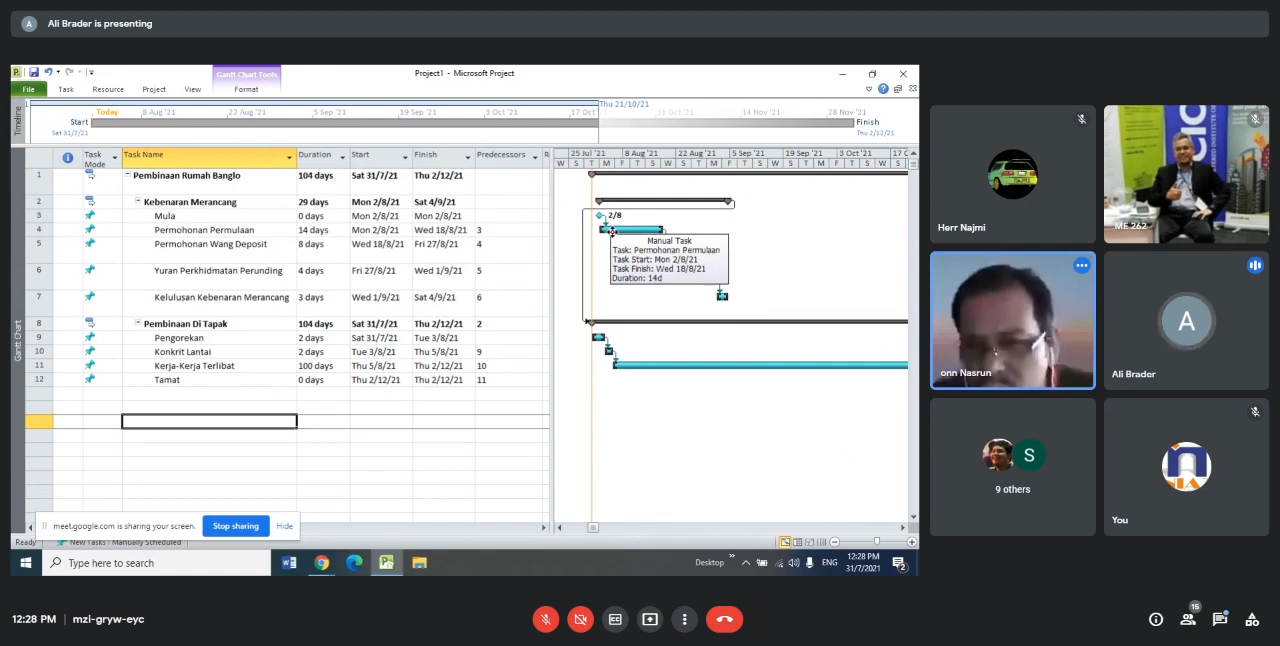 A Ali Brader is presenting
Gantt Chart Tools
Project1 - Microsoft Project
File Task Resource Project View Format
Thu 21/10/21
Timeline
Today 8 Aug '21 22 Aug '21 5 Sep '21 19 Sep '21 3 Oct '21 17 Oct 31 Oct '21 14 Nov '21 28 Nov '21
Start
Sat 31/7/21
Finish
Thu 2/12/21
Task Mode Task Name Duration Start Finish Predecessors R
25 Jul '21 8 Aug '21 22 Aug '21 5 Sep '21 19 Sep '21 3 Oct '21 17 O
W S T M F T S W S T M F T S W S T M F T S W S
1 Pembinaan Rumah Banglo 104 days Sat 31/7/21 Thu 2/12/21
2 Kebenaran Merancang 29 days Mon 2/8/21 Sat 4/9/21
3 Mula 0 days Mon 2/8/21 Mon 2/8/21
4 Permohonan Permulaan 14 days Mon 2/8/21 Wed 18/8/21 3
5 Permohonan Wang Deposit 8 days Wed 18/8/21 Fri 27/8/21 4
6 Yuran Perkhidmatan Perunding 4 days Fri 27/8/21 Wed 1/9/21 5
7 Kelulusan Kebenaran Merancang 3 days Wed 1/9/21 Sat 4/9/21 6
8 Pembinaan Di Tapak 104 days Sat 31/7/21 Thu 2/12/21 2
9 Pengorekan 2 days Sat 31/7/21 Tue 3/8/21
10 Konkrit Lantai 2 days Tue 3/8/21 Thu 5/8/21 9
11 Kerja-Kerja Terlibat 100 days Thu 5/8/21 Thu 2/12/21 10
12 Tamat 0 days Thu 2/12/21 Thu 2/12/21 11
2/8
Manual Task
Task: Permohonan Permulaan
Task Start: Mon 2/8/21
Task Finish: Wed 18/8/21
Duration: 14d
Gantt Chart
meet.google.com is sharing your screen. Stop sharing Hide
Ready New Tasks : Manually Scheduled
Type here to search
Desktop ENG 12:28 PM
31/7/2021
2
Herr Najmi
ME 262
onn Nasrun
A
Ali Brader
S
9 others
You
12:28 PM | mzi-gryw-eyc
15